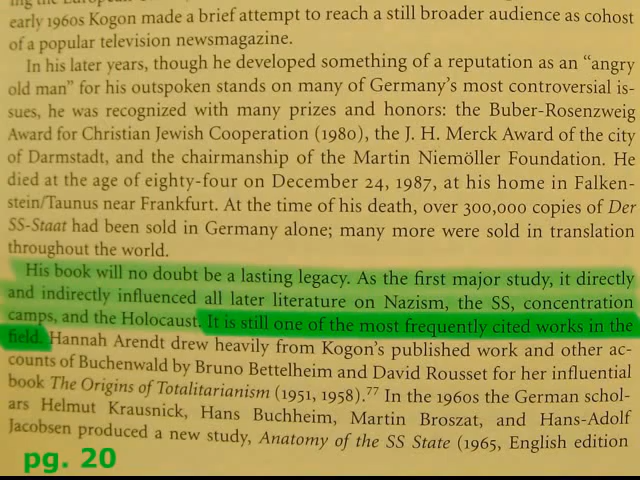 early 1960s Kogon made a brief attempt to reach a still broader audience as cohost
of a popular television newsmagazine.
In his later years, though he developed something of a reputation as an "angry
old man" for his outspoken stands on many of Germany's most controversial is-
sues, he was recognized with many prizes and honors: the Buber-Rosenzweig
Award for Christian Jewish Cooperation (1980), the J. H. Merck Award of the city
of Darmstadt, and the chairmanship of the Martin Niemöller Foundation. He
died at the age of eighty-four on December 24, 1987, at his home in Falken-
stein/Taunus near Frankfurt. At the time of his death, over 300,000 copies of Der
SS-Staat had been sold in Germany alone; many more were sold in translation
throughout the world.
His book will no doubt be a lasting legacy. As the first major study, it directly
and indirectly influenced all later literature on Nazism, the SS, concentration
camps, and the Holocaust. It is still one of the most frequently cited works in the
field. Hannah Arendt drew heavily from Kogon's published work and other ac-
counts of Buchenwald by Bruno Bettelheim and David Rousset for her influential
book The Origins of Totalitarianism (1951, 1958).77 In the 1960s the German schol-
ars Helmut Krausnick, Hans Buchheim, Martin Broszat, and Hans-Adolf
Jacobsen produced a new study, Anatomy of the SS State (1965, English edition
pg. 20